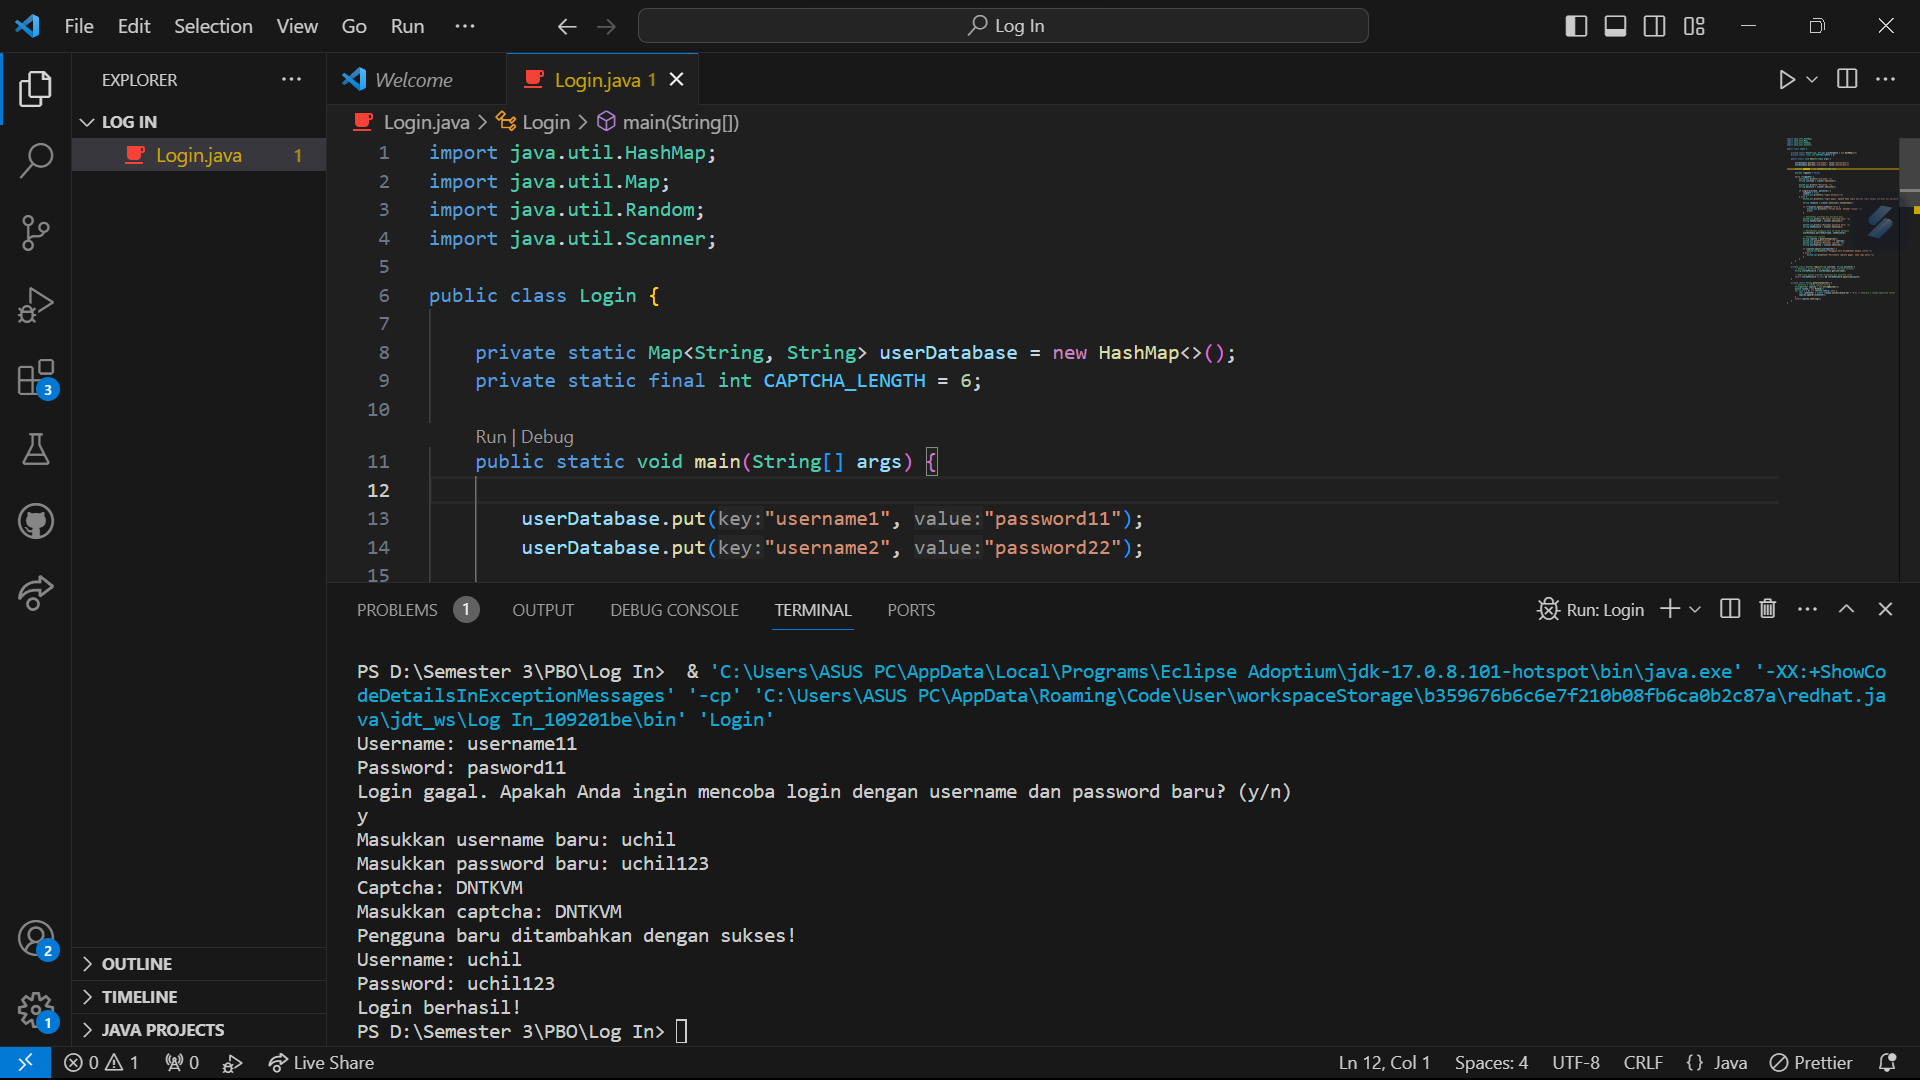 File Edit Selection View Go Run ··· Log In
EXPLORER ···
LOG IN
Login.java 1
Welcome
Login.java 1
Login.java > Login > main(String[])
1 import java.util.HashMap;
2 import java.util.Map;
3 import java.util.Random;
4 import java.util.Scanner;
5
6 public class Login {
7
8 private static Map<String, String> userDatabase = new HashMap<>();
9 private static final int CAPTCHA_LENGTH = 6;
10
Run | Debug
11 public static void main(String[] args) {
12
13 userDatabase.put(key:"username1", value:"password11");
14 userDatabase.put(key:"username2", value:"password22");
15
PROBLEMS 1 OUTPUT DEBUG CONSOLE TERMINAL PORTS Run: Login
PS D:\Semester 3\PBO\Log In>  & 'C:\Users\ASUS PC\AppData\Local\Programs\Eclipse Adoptium\jdk-17.0.8.101-hotspot\bin\java.exe' '-XX:+ShowCo
deDetailsInExceptionMessages' '-cp' 'C:\Users\ASUS PC\AppData\Roaming\Code\User\workspaceStorage\b359676b6c6e7f210b08fb6ca0b2c87a\redhat.ja
va\jdt_ws\Log In_109201be\bin' 'Login'
Username: username11
Password: pasword11
Login gagal. Apakah Anda ingin mencoba login dengan username dan password baru? (y/n)
y
Masukkan username baru: uchil
Masukkan password baru: uchil123
Captcha: DNTKVM
Masukkan captcha: DNTKVM
Pengguna baru ditambahkan dengan sukses!
Username: uchil
Password: uchil123
Login berhasil!
PS D:\Semester 3\PBO\Log In>
3
2
1
OUTLINE
TIMELINE
JAVA PROJECTS
0 1 0 Live Share Ln 12, Col 1 Spaces: 4 UTF-8 CRLF {} Java Prettier